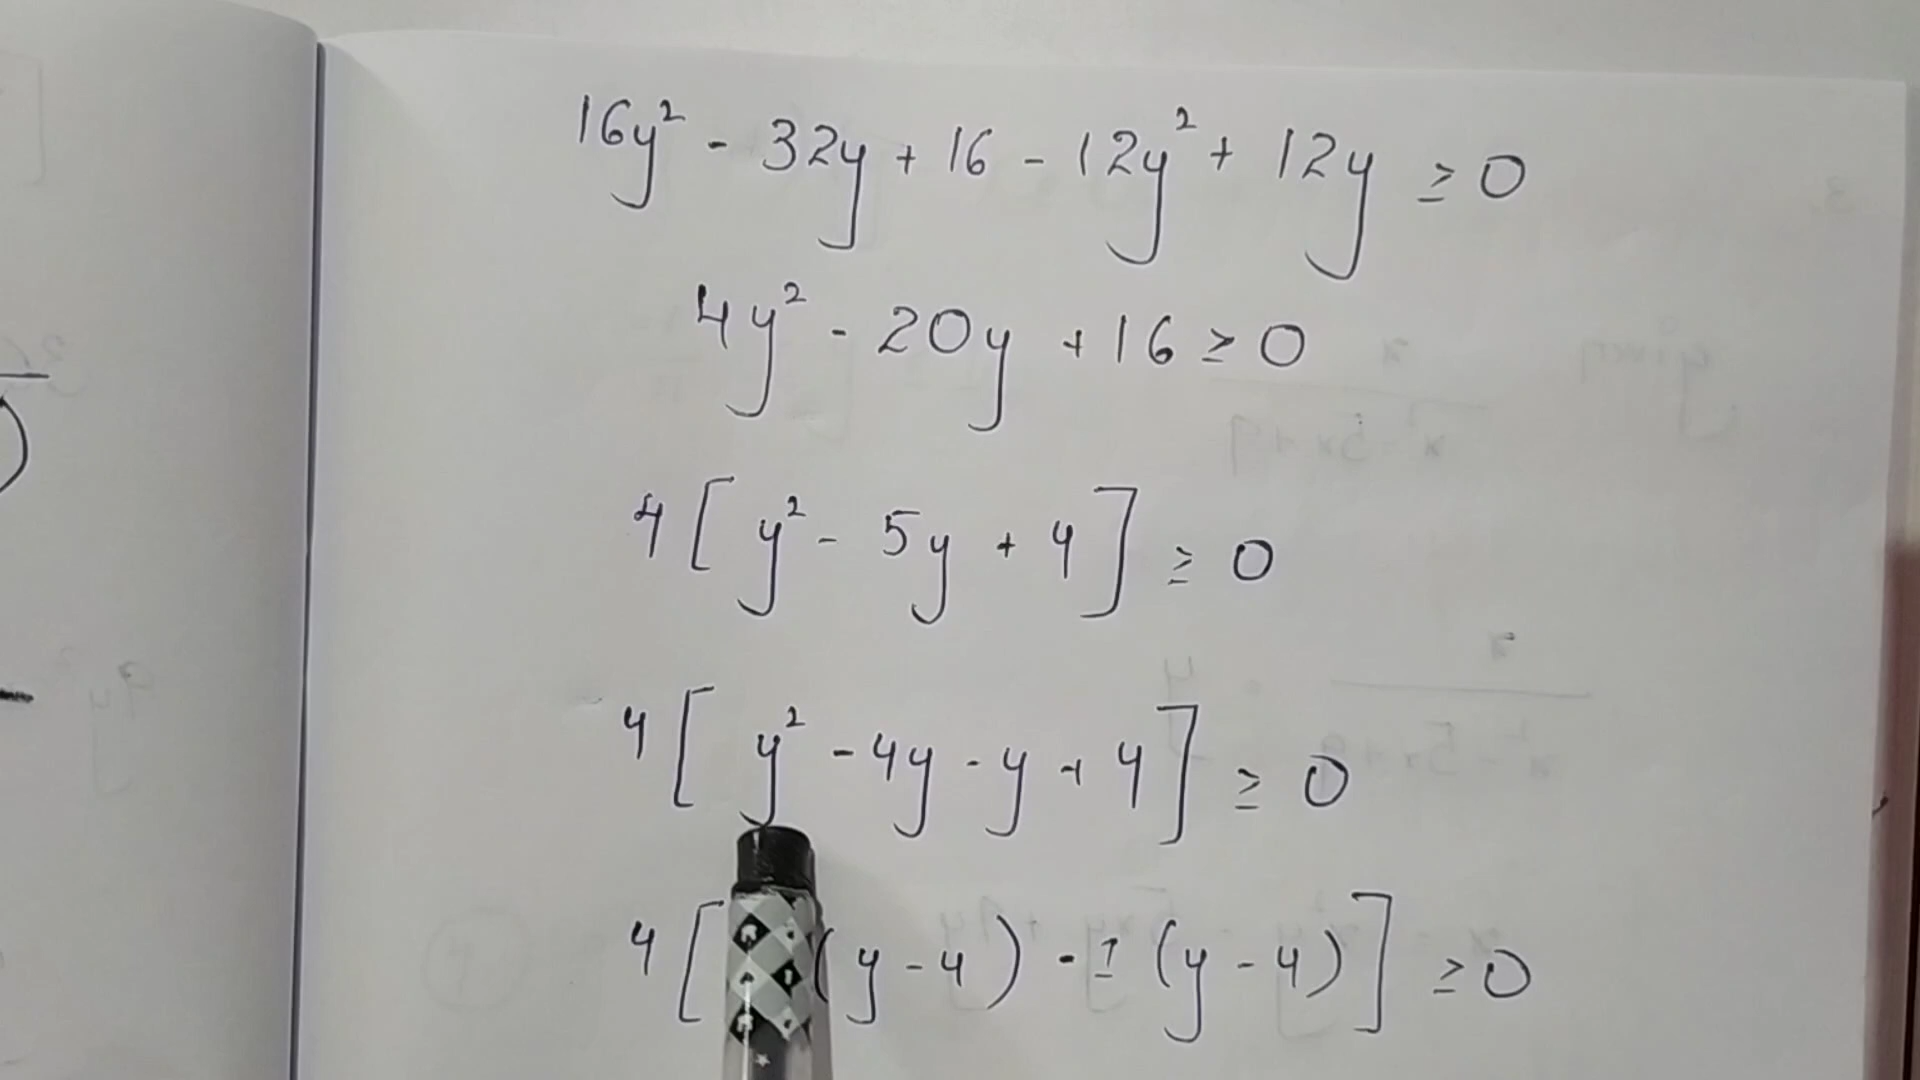 16y² - 32y + 16 - 12y² + 12y ≥ 0
4y² - 20y + 16 ≥ 0
4[y² - 5y + 4] ≥ 0
4[y² - 4y - y + 4] ≥ 0
4[(y - 4) - 1(y - 4)] ≥ 0